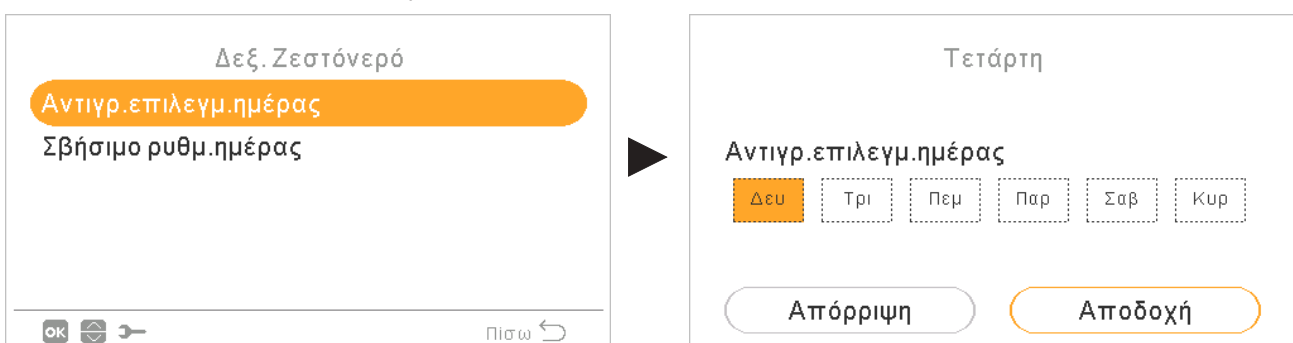 Δεξ. Ζεστόνερό
Αντιγρ.επιλεγμ.ημέρας
Σβήσιμο ρυθμ.ημέρας
OK
Πίσω
Τετάρτη
Αντιγρ.επιλεγμ.ημέρας
Δευ Τρι Πεμ Παρ Σαβ Κυρ
Απόρριψη Αποδοχή